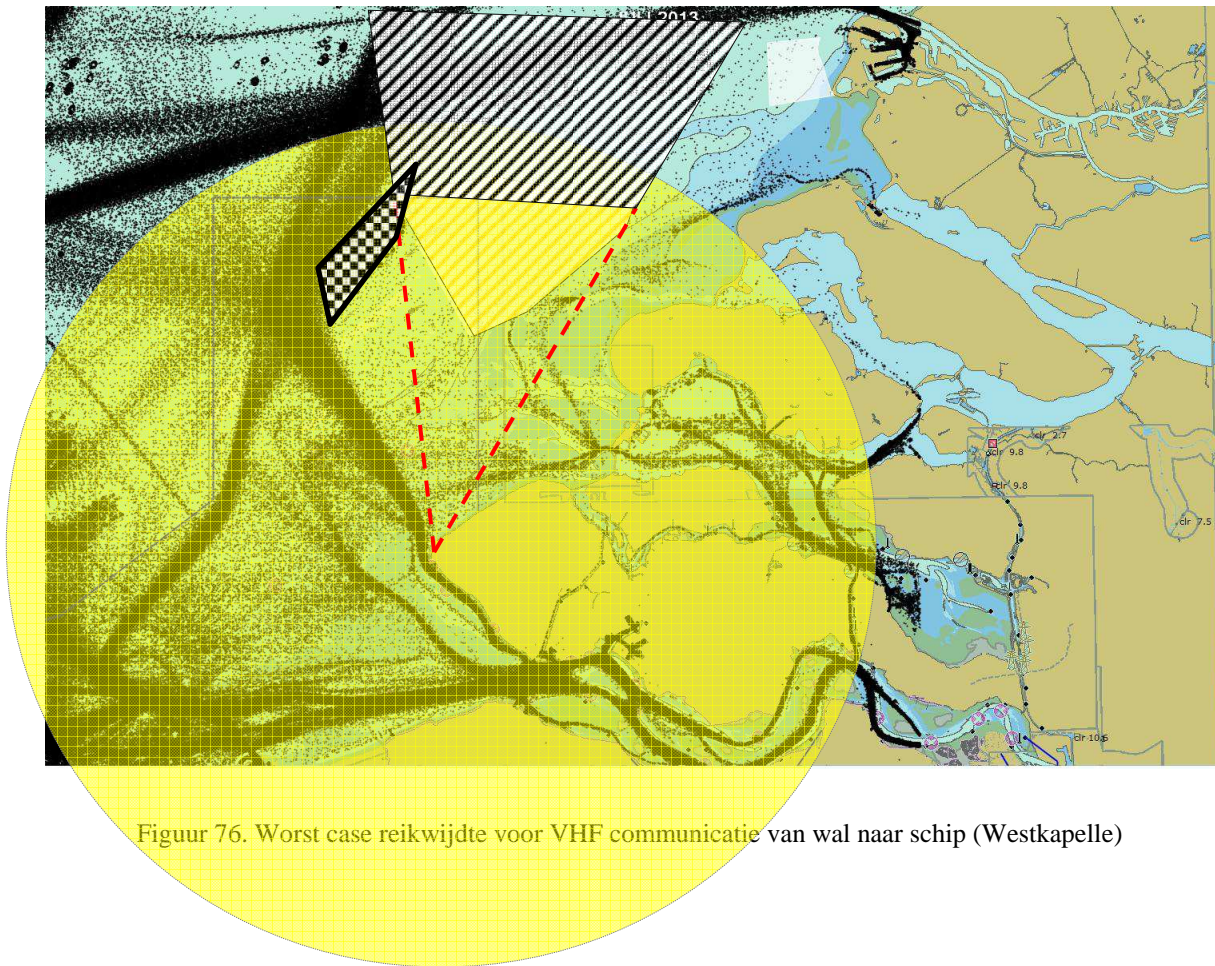 2013
clr 2.7
clr 9.8
clr 9.8
clr 7.5
clr 10.6
Figuur 76. Worst case reikwijdte voor VHF communicatie van wal naar schip (Westkapelle)